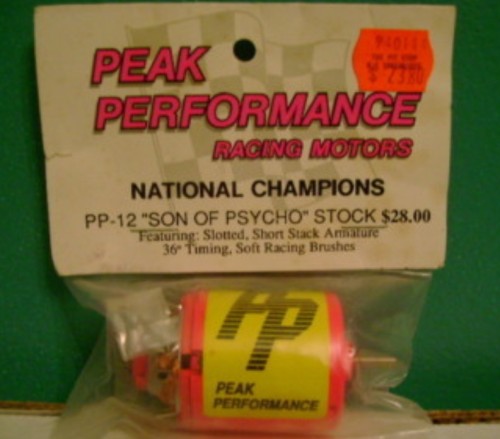 PEAK
PERFORMANCE
RACING MOTORS
NATIONAL CHAMPIONS
PP-12 "SON OF PSYCHO" STOCK $28.00
Featuring: Slotted, Short Stack Armature
36° Timing, Soft Racing Brushes
¥ 2380
PP
PEAK
PERFORMANCE